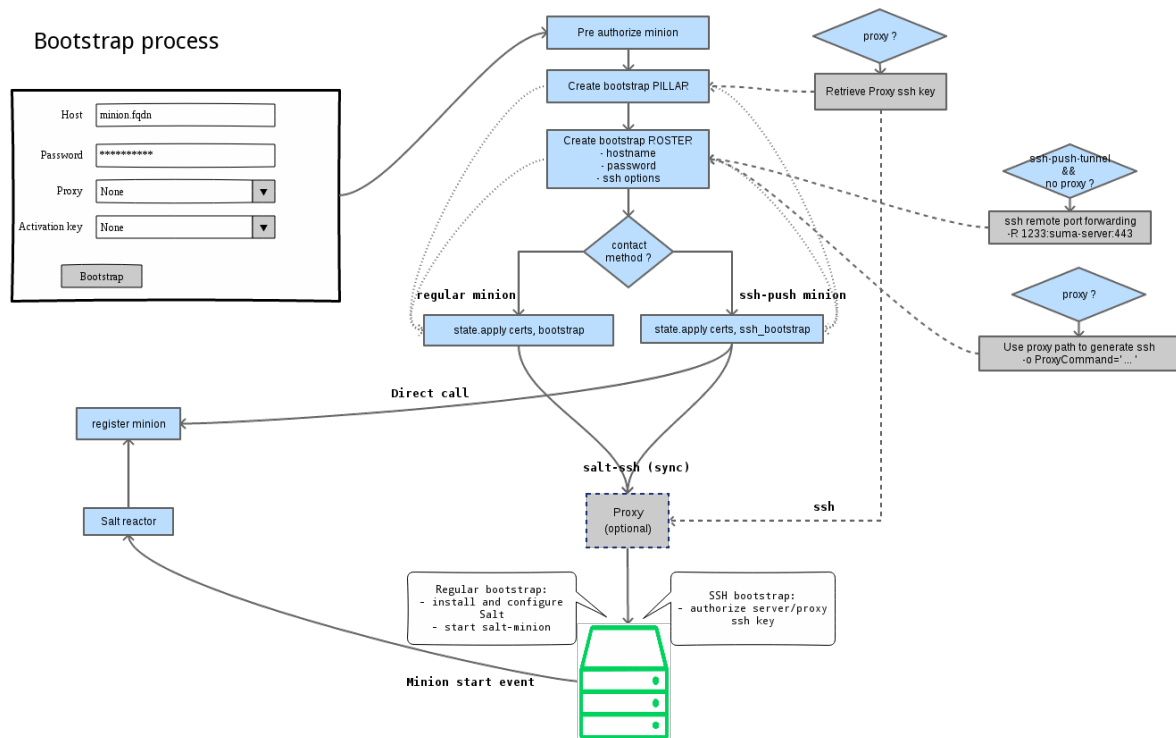 Bootstrap process
Host
minion.fqdn
Password
**********
Proxy
None
Activation key
None
Bootstrap
Pre authorize minion
Create bootstrap PILLAR
Create bootstrap ROSTER
- hostname
- password
- ssh options
contact
method ?
regular minion
ssh-push minion
state.apply certs, bootstrap
state.apply certs, ssh_bootstrap
proxy ?
Retrieve Proxy ssh key
ssh-push-tunnel
&&
no proxy ?
ssh remote port forwarding
-R 1233:suma-server:443
proxy ?
Use proxy path to generate ssh
-o ProxyCommand=' ... '
Direct call
register minion
salt-ssh (sync)
Proxy
(optional)
ssh
Salt reactor
Regular bootstrap:
- install and configure
Salt
- start salt-minion
SSH bootstrap:
- authorize server/proxy
ssh key
Minion start event